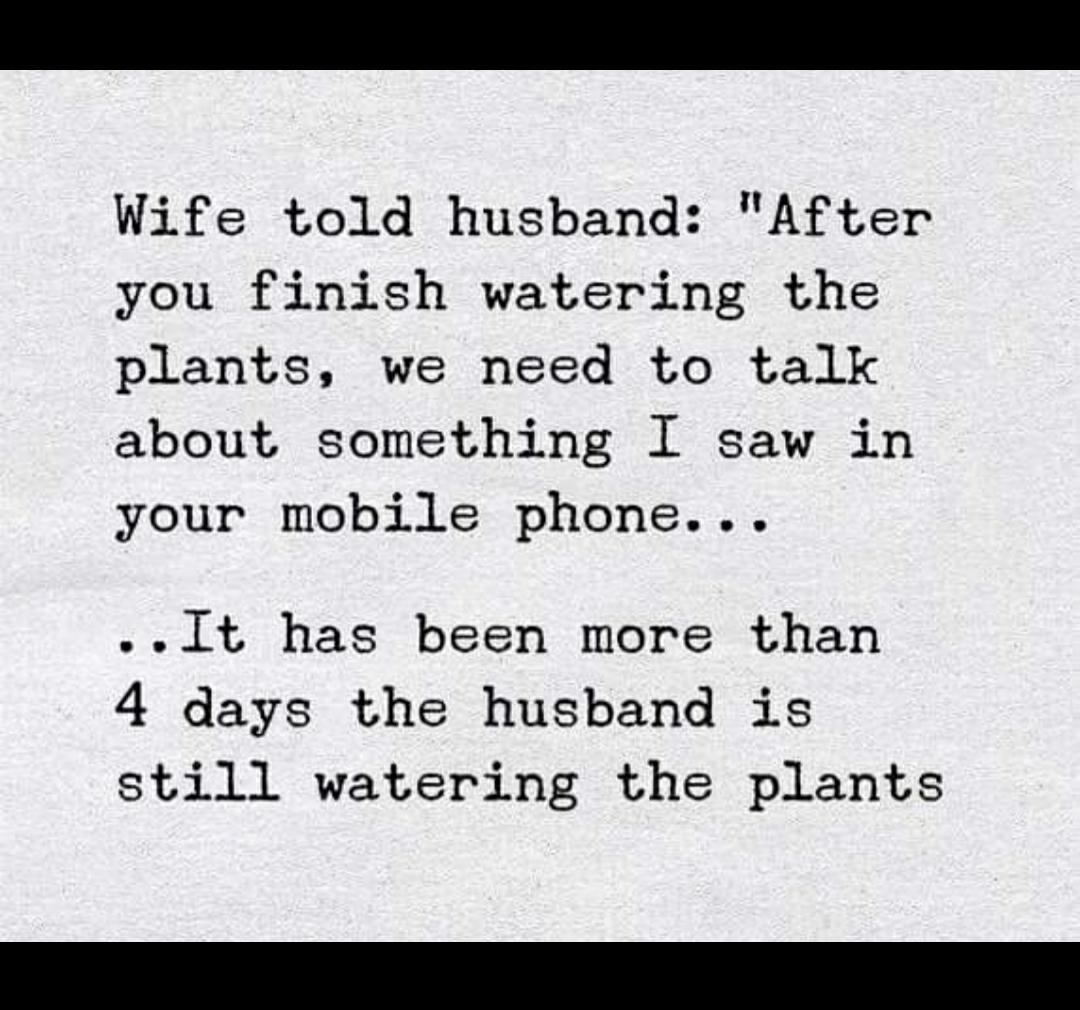 Wife told husband: "After
you finish watering the
plants, we need to talk
about something I saw in
your mobile phone...
..It has been more than
4 days the husband is
still watering the plants